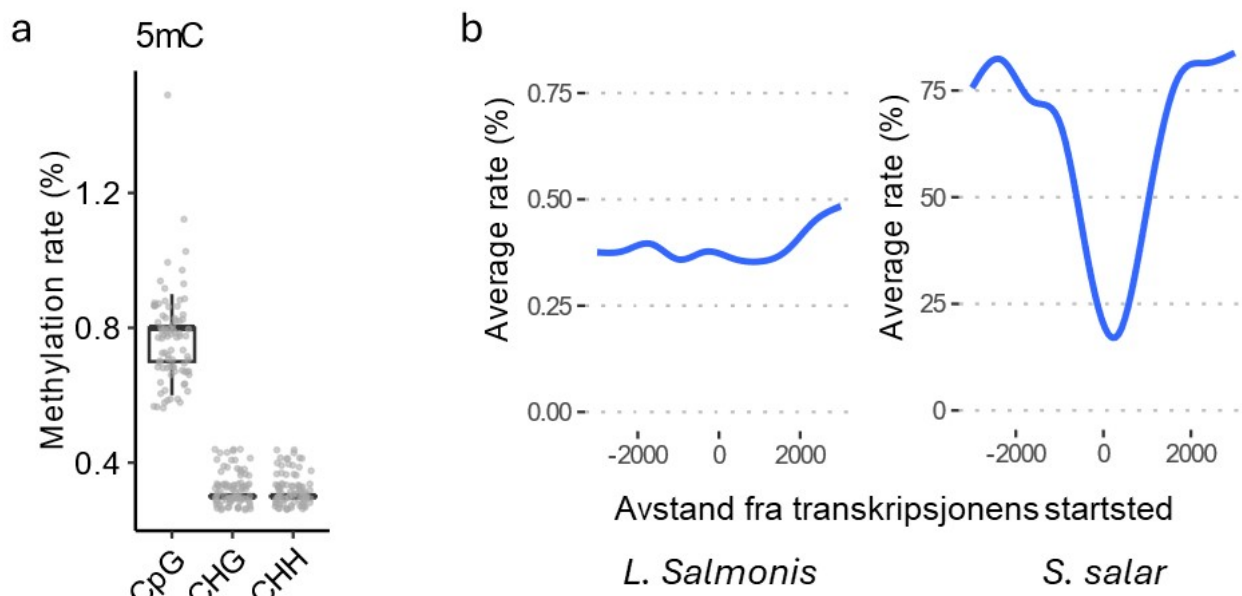 a
5mC
Methylation rate (%)
1.2
0.8
0.4
CpG
CHG
CHH
b
Average rate (%)
0.75
0.50
0.25
0.00
-2000
0
2000
Average rate (%)
75
50
25
0
-2000
0
2000
Avstand fra transkripsjonens startsted
L. Salmonis
S. salar